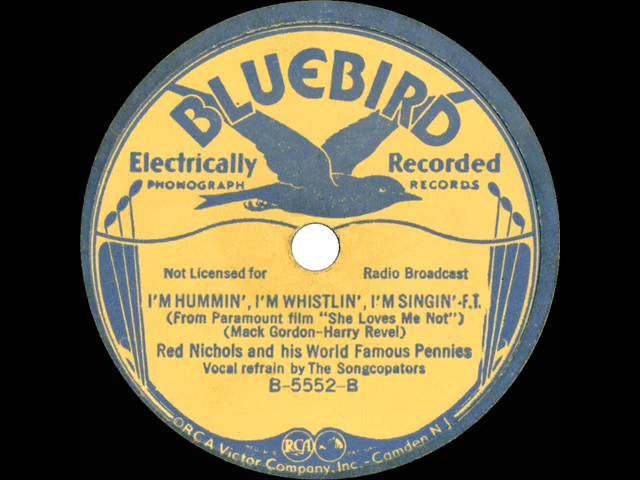 BLUEBIRD
Electrically Recorded
PHONOGRAPH RECORDS
Not Licensed for Radio Broadcast
I'M HUMMIN', I'M WHISTLIN', I'M SINGIN'-F.T.
(From Paramount film "She Loves Me Not")
(Mack Gordon-Harry Revel)
Red Nichols and his World Famous Pennies
Vocal refrain by The Songcopators
B-5552-B
RCA
RCA Victor Company, Inc.-Camden N.J.